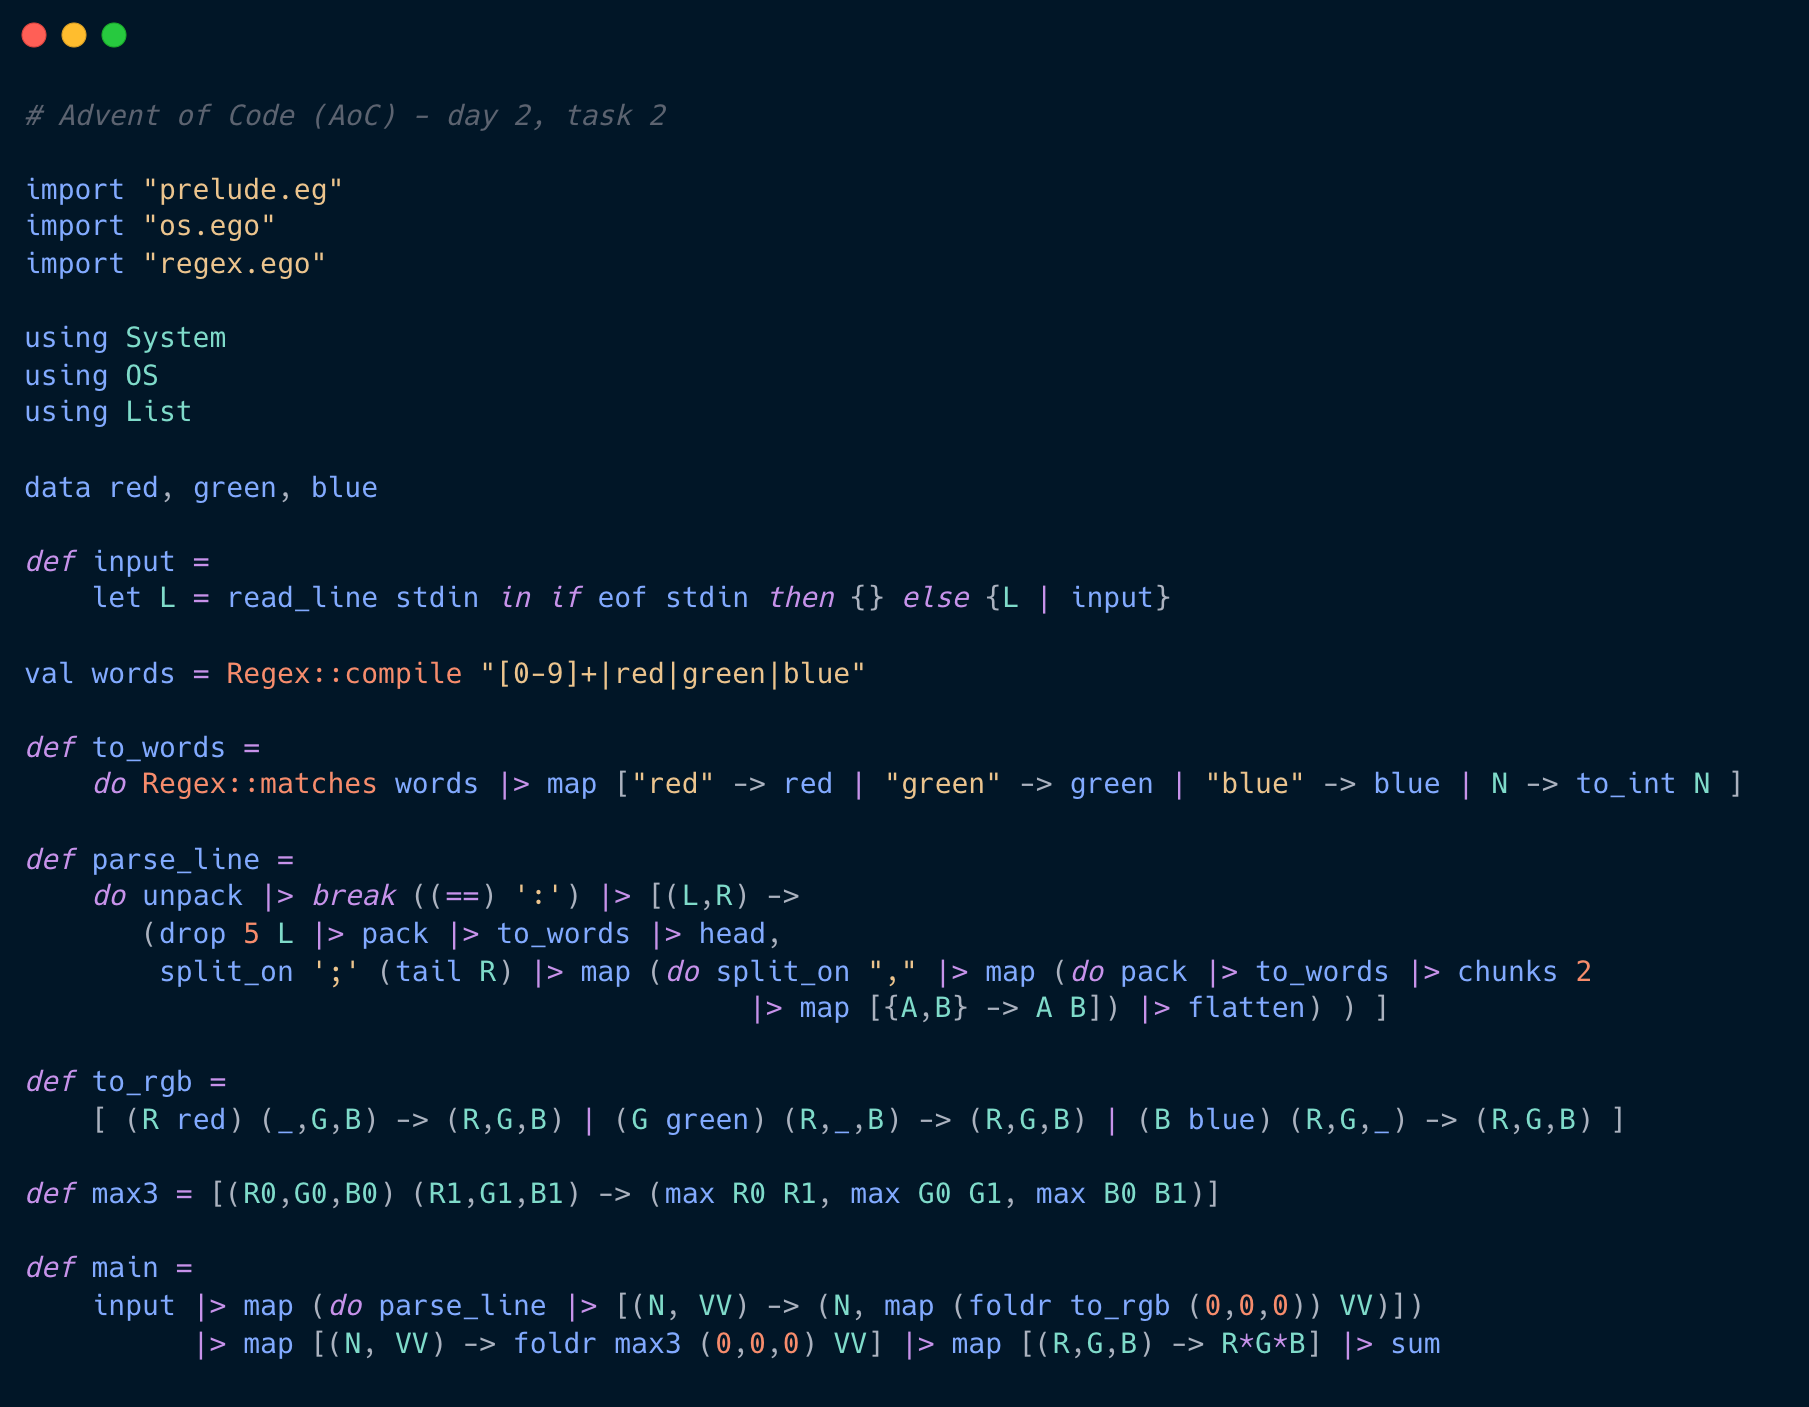 # Advent of Code (AoC) - day 2, task 2
import "prelude.eg"
import "os.ego"
import "regex.ego"
using System
using OS
using List
data red, green, blue
def input =
    let L = read_line stdin in if eof stdin then {} else {L | input}
val words = Regex::compile "[0-9]+|red|green|blue"
def to_words =
    do Regex::matches words |> map ["red" -> red | "green" -> green | "blue" -> blue | N -> to_int N ]
def parse_line =
    do unpack |> break ((==) ':') |> [(L,R) ->
       (drop 5 L |> pack |> to_words |> head,
        split_on ';' (tail R) |> map (do split_on "," |> map (do pack |> to_words |> chunks 2
                                           |> map [{A,B} -> A B]) |> flatten) ) ]
def to_rgb =
    [ (R red) (_,G,B) -> (R,G,B) | (G green) (R,_,B) -> (R,G,B) | (B blue) (R,G,_) -> (R,G,B) ]
def max3 = [(R0,G0,B0) (R1,G1,B1) -> (max R0 R1, max G0 G1, max B0 B1)]
def main =
    input |> map (do parse_line |> [(N, VV) -> (N, map (foldr to_rgb (0,0,0)) VV)])
          |> map [(N, VV) -> foldr max3 (0,0,0) VV] |> map [(R,G,B) -> R*G*B] |> sum